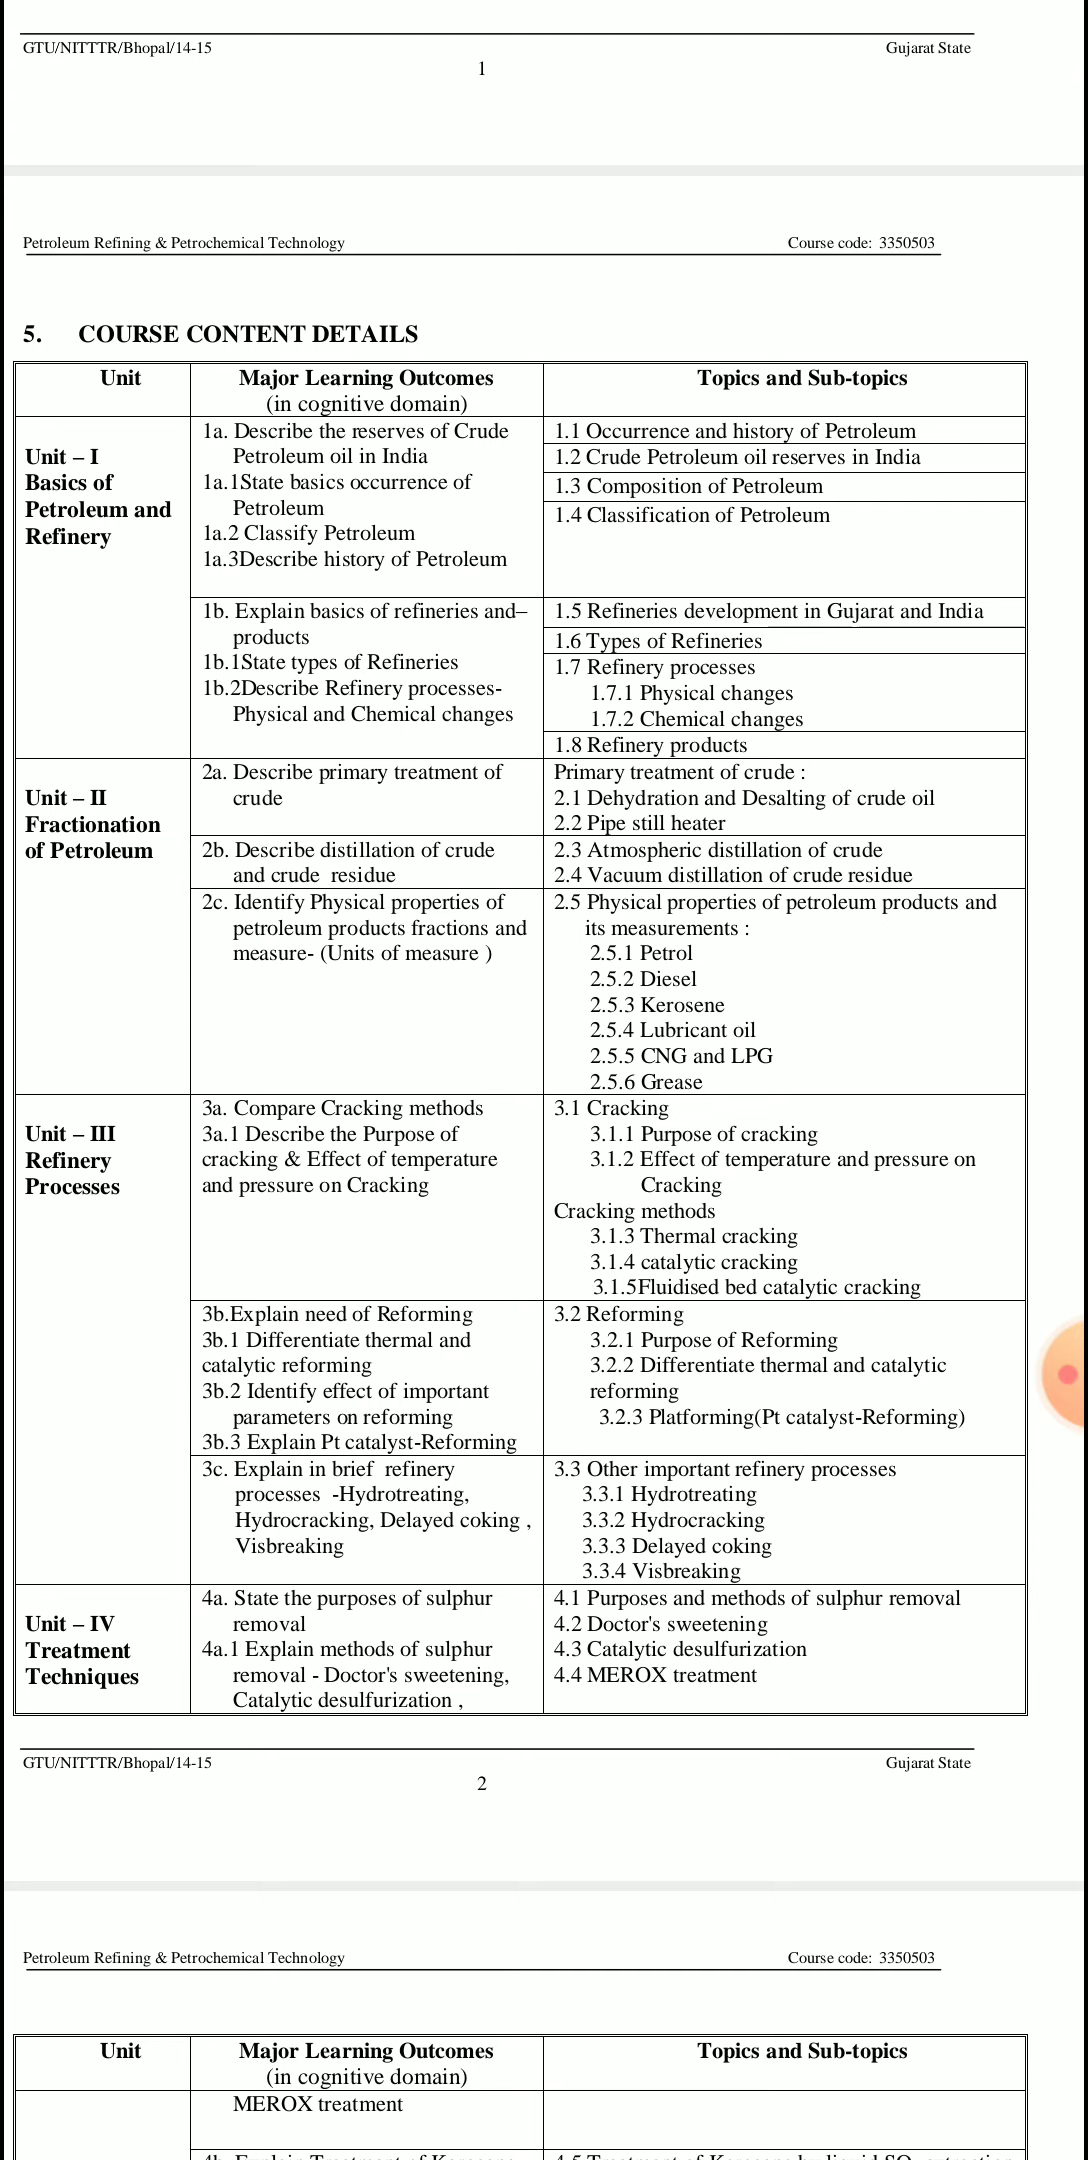 GTU/NITTTR/Bhopal/14-15 Gujarat State
1
Petroleum Refining & Petrochemical Technology Course code: 3350503
5. COURSE CONTENT DETAILS
Unit Major Learning Outcomes Topics and Sub-topics
(in cognitive domain)
Unit – I
Basics of
Petroleum and
Refinery
1a. Describe the reserves of Crude
Petroleum oil in India
1a.1State basics occurrence of
Petroleum
1a.2 Classify Petroleum
1a.3Describe history of Petroleum
1.1 Occurrence and history of Petroleum
1.2 Crude Petroleum oil reserves in India
1.3 Composition of Petroleum
1.4 Classification of Petroleum
1b. Explain basics of refineries and–
products
1b.1State types of Refineries
1b.2Describe Refinery processes-
Physical and Chemical changes
1.5 Refineries development in Gujarat and India
1.6 Types of Refineries
1.7 Refinery processes
1.7.1 Physical changes
1.7.2 Chemical changes
1.8 Refinery products
Unit – II
Fractionation
of Petroleum
2a. Describe primary treatment of
crude
Primary treatment of crude :
2.1 Dehydration and Desalting of crude oil
2.2 Pipe still heater
2b. Describe distillation of crude
and crude residue
2.3 Atmospheric distillation of crude
2.4 Vacuum distillation of crude residue
2c. Identify Physical properties of
petroleum products fractions and
measure- (Units of measure )
2.5 Physical properties of petroleum products and
its measurements :
2.5.1 Petrol
2.5.2 Diesel
2.5.3 Kerosene
2.5.4 Lubricant oil
2.5.5 CNG and LPG
2.5.6 Grease
Unit – III
Refinery
Processes
3a. Compare Cracking methods
3a.1 Describe the Purpose of
cracking & Effect of temperature
and pressure on Cracking
3.1 Cracking
3.1.1 Purpose of cracking
3.1.2 Effect of temperature and pressure on
Cracking
Cracking methods
3.1.3 Thermal cracking
3.1.4 catalytic cracking
3.1.5Fluidised bed catalytic cracking
3b.Explain need of Reforming
3b.1 Differentiate thermal and
catalytic reforming
3b.2 Identify effect of important
parameters on reforming
3b.3 Explain Pt catalyst-Reforming
3.2 Reforming
3.2.1 Purpose of Reforming
3.2.2 Differentiate thermal and catalytic
reforming
3.2.3 Platforming(Pt catalyst-Reforming)
3c. Explain in brief refinery
processes -Hydrotreating,
Hydrocracking, Delayed coking ,
Visbreaking
3.3 Other important refinery processes
3.3.1 Hydrotreating
3.3.2 Hydrocracking
3.3.3 Delayed coking
3.3.4 Visbreaking
Unit – IV
Treatment
Techniques
4a. State the purposes of sulphur
removal
4a.1 Explain methods of sulphur
removal - Doctor's sweetening,
Catalytic desulfurization ,
4.1 Purposes and methods of sulphur removal
4.2 Doctor's sweetening
4.3 Catalytic desulfurization
4.4 MEROX treatment
GTU/NITTTR/Bhopal/14-15 Gujarat State
2
Petroleum Refining & Petrochemical Technology Course code: 3350503
Unit Major Learning Outcomes Topics and Sub-topics
(in cognitive domain)
MEROX treatment